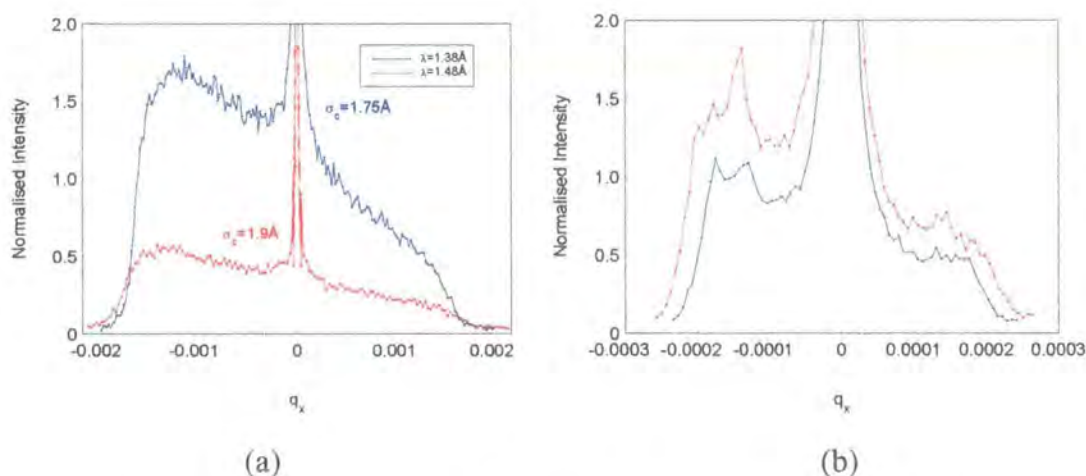 2.0
1.5
1.0
0.5
0
Normalised Intensity
λ=1.38Å
λ=1.48Å
σc=1.75Å
σc=1.9Å
-0.002
-0.001
0
0.001
0.002
qx
(a)
2.0
1.5
1.0
0.5
0
Normalised Intensity
-0.0003
-0.0002
-0.00001
0
0.0001
0.0002
0.0003
qx
(b)